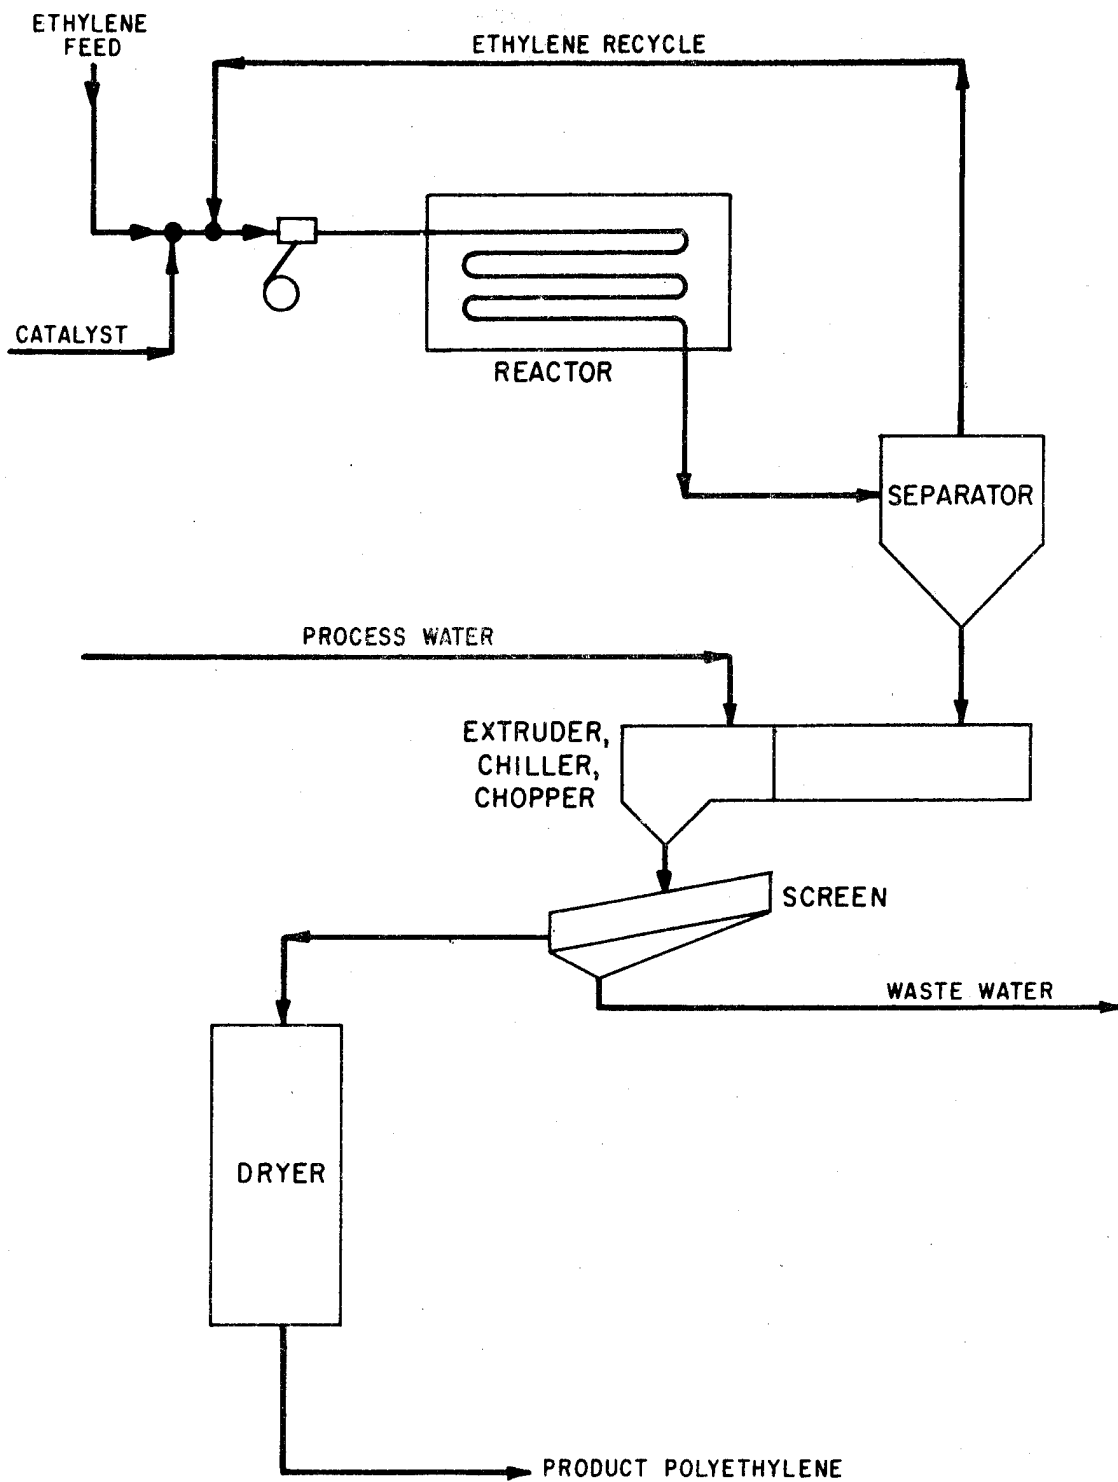 ETHYLENE
FEED
ETHYLENE RECYCLE
CATALYST
REACTOR
SEPARATOR
PROCESS WATER
EXTRUDER,
CHILLER,
CHOPPER
SCREEN
WASTE WATER
DRYER
PRODUCT POLYETHYLENE